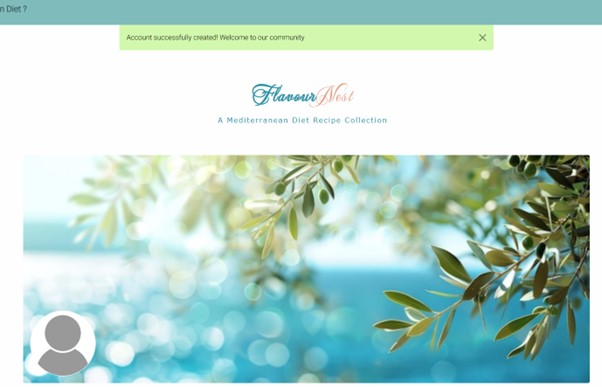 n Diet ?
Account successfully created! Welcome to our community
FlavourNest
A Mediterranean Diet Recipe Collection